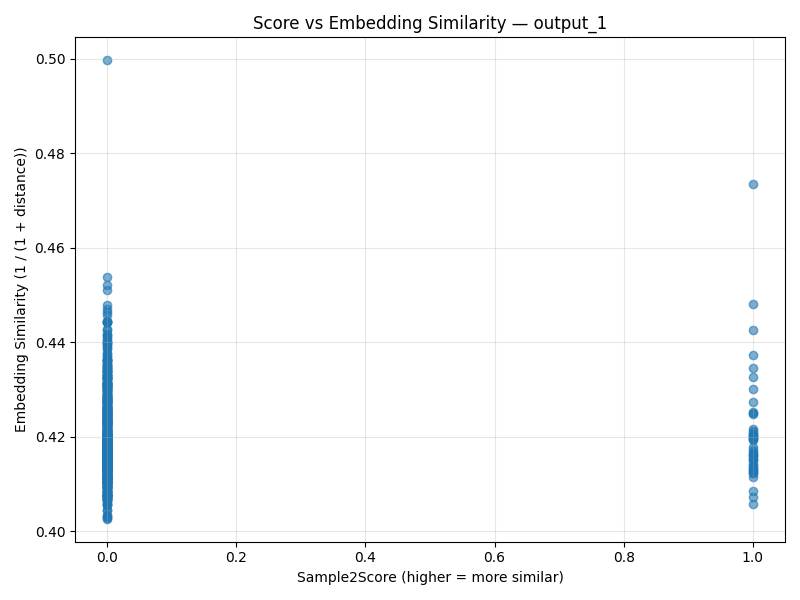 Score vs Embedding Similarity — output_1
Embedding Similarity (1 / (1 + distance))
0.50
0.48
0.46
0.44
0.42
0.40
0.0 0.2 0.4 0.6 0.8 1.0
Sample2Score (higher = more similar)